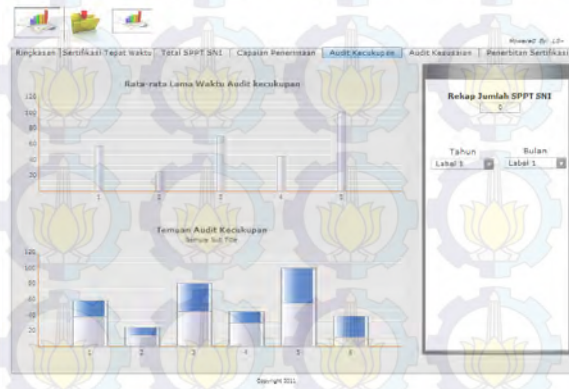 Powered By :LS-
Ringkasan Sertifikasi Tepat Waktu Total SPPT SNI Capaian Penerimaan Audit Kecukupan Audit Kesesuaian Penerbitan Sertifikasi
Rata-rata Lama Waktu Audit kecukupan
120
100
80
60
40
20
1 2 3 4 5
Temuan Audit Kecukupan
Temuan Sub Title
120
100
80
60
40
20
1 2 3 4 5 6
Rekap Jumlah SPPT SNI
0
Tahun Bulan
Label 1 Label 1
Copyright 2011